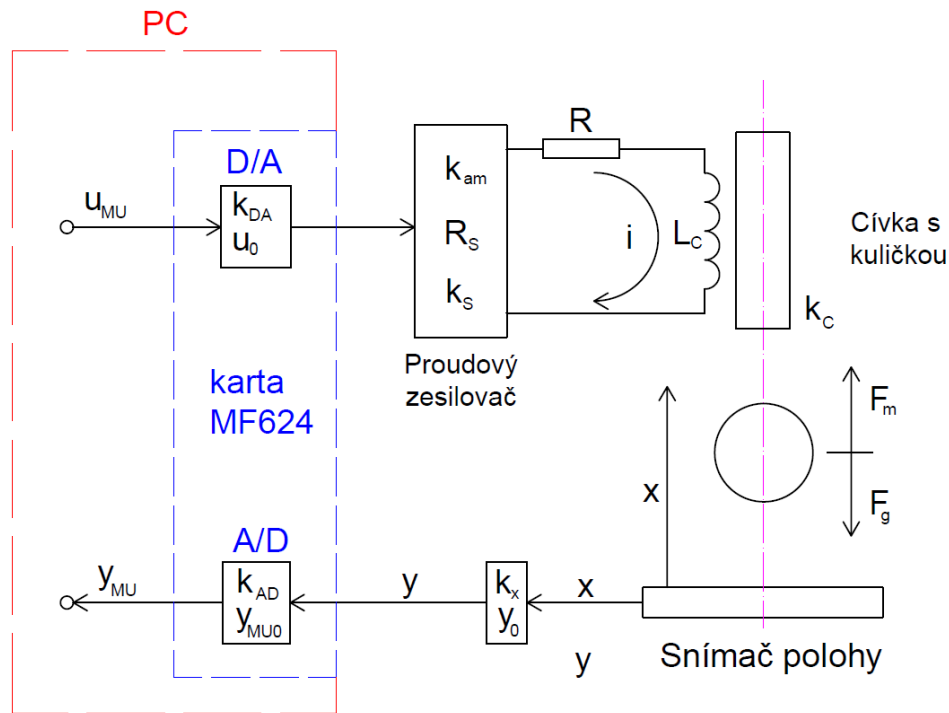 PC
D/A
u_MU
k_DA
u_0
k_am
R_S
k_S
R
i
L_C
k_C
Cívka s
kuličkou
Proudový
zesilovač
karta
MF624
F_m
x
F_g
A/D
y_MU
k_AD
y_MU0
y
k_x
y_0
x
y
Snímač polohy